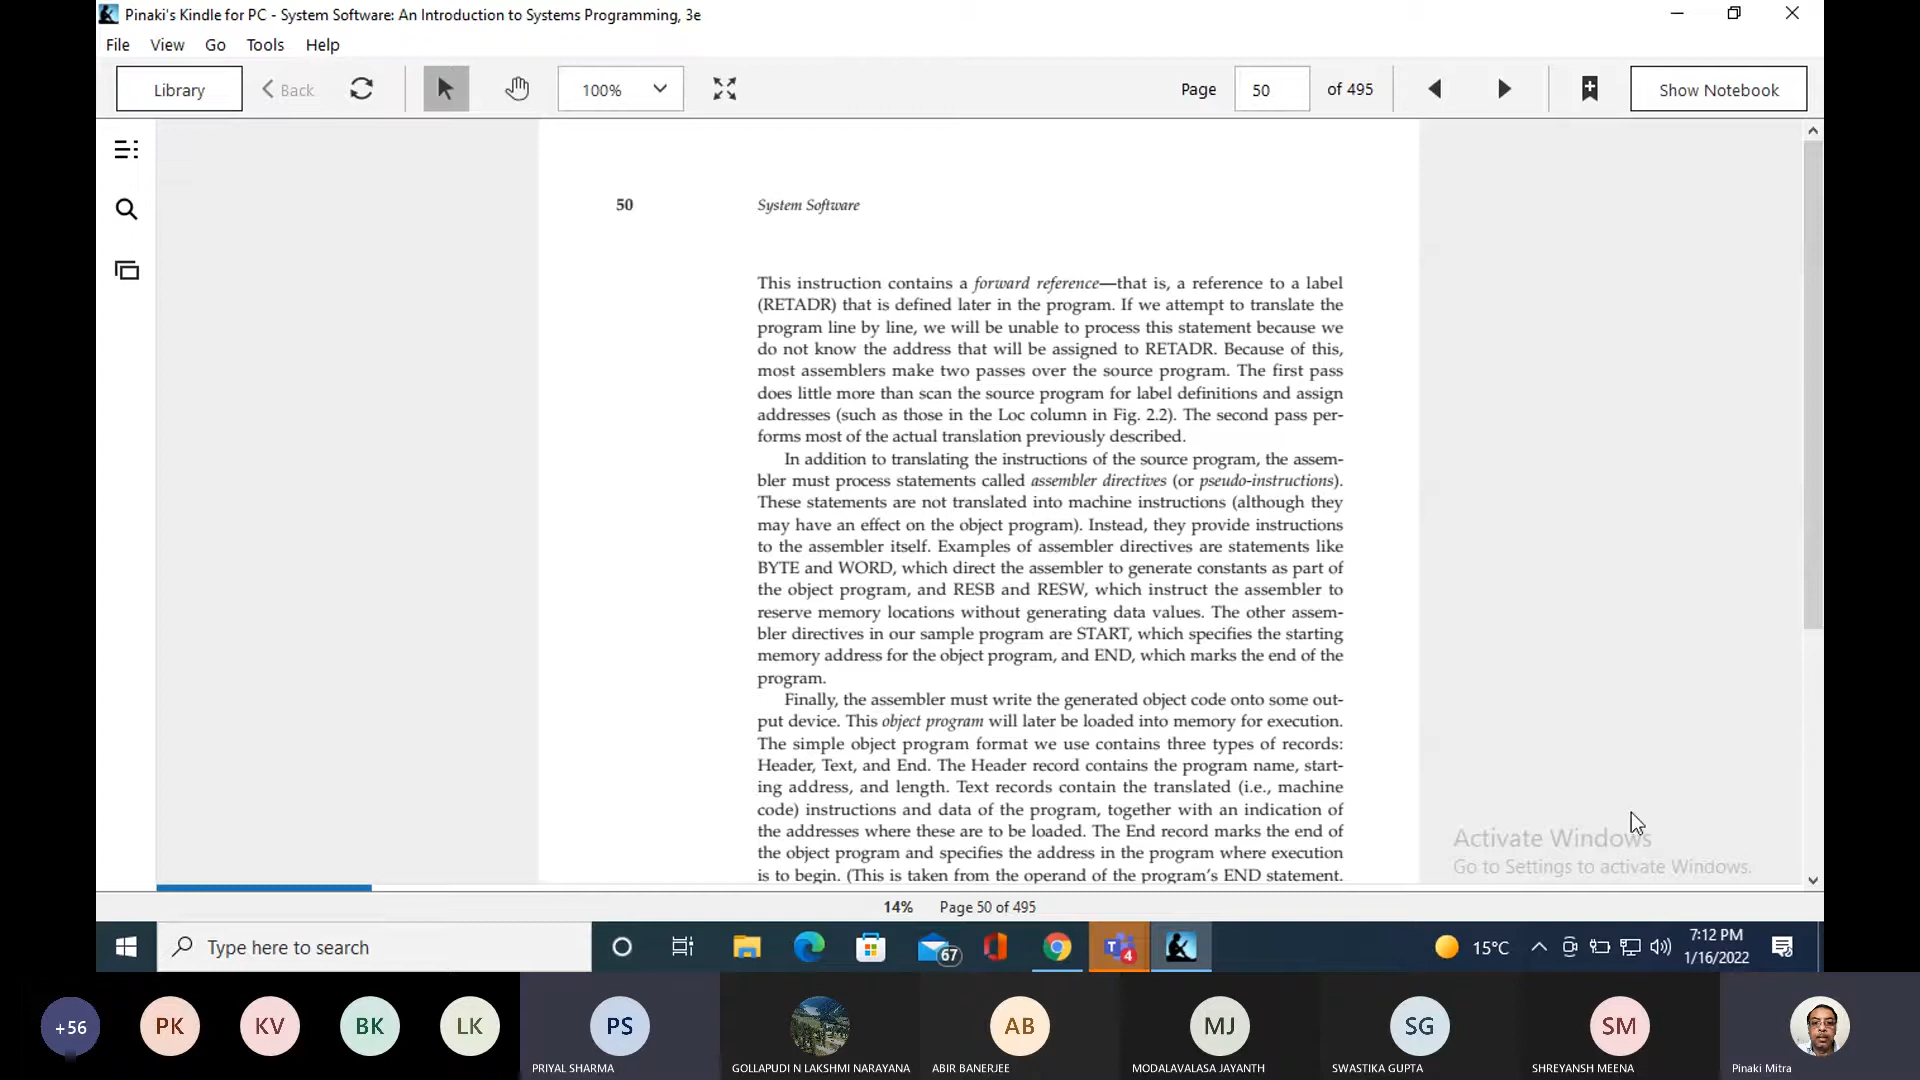 Pinaki's Kindle for PC - System Software: An Introduction to Systems Programming, 3e
File View Go Tools Help
Library Back 100% Page 50 of 495 Show Notebook
50 System Software
This instruction contains a forward reference—that is, a reference to a label
(RETADR) that is defined later in the program. If we attempt to translate the
program line by line, we will be unable to process this statement because we
do not know the address that will be assigned to RETADR. Because of this,
most assemblers make two passes over the source program. The first pass
does little more than scan the source program for label definitions and assign
addresses (such as those in the Loc column in Fig. 2.2). The second pass per-
forms most of the actual translation previously described.
In addition to translating the instructions of the source program, the assem-
bler must process statements called assembler directives (or pseudo-instructions).
These statements are not translated into machine instructions (although they
may have an effect on the object program). Instead, they provide instructions
to the assembler itself. Examples of assembler directives are statements like
BYTE and WORD, which direct the assembler to generate constants as part of
the object program, and RESB and RESW, which instruct the assembler to
reserve memory locations without generating data values. The other assem-
bler directives in our sample program are START, which specifies the starting
memory address for the object program, and END, which marks the end of the
program.
Finally, the assembler must write the generated object code onto some out-
put device. This object program will later be loaded into memory for execution.
The simple object program format we use contains three types of records:
Header, Text, and End. The Header record contains the program name, start-
ing address, and length. Text records contain the translated (i.e., machine
code) instructions and data of the program, together with an indication of
the addresses where these are to be loaded. The End record marks the end of
the object program and specifies the address in the program where execution
is to begin. (This is taken from the operand of the program's END statement.
Activate Windows
Go to Settings to activate Windows.
14% Page 50 of 495
Type here to search
67
T
4
15°C
7:12 PM
1/16/2022
+56 PK KV BK LK PS AB MJ SG SM
PRIYAL SHARMA GOLLAPUDI N LAKSHMI NARAYANA ABIR BANERJEE MODALAVALASA JAYANTH SWASTIKA GUPTA SHREYANSH MEENA Pinaki Mitra